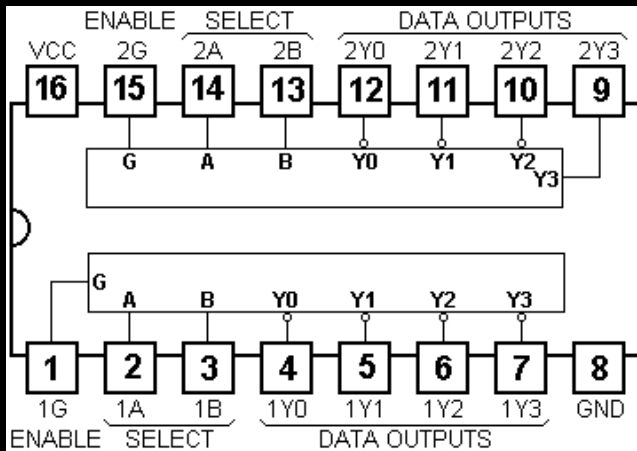 ENABLE SELECT DATA OUTPUTS
VCC 2G 2A 2B 2Y0 2Y1 2Y2 2Y3
16 15 14 13 12 11 10 9
G A B Y0 Y1 Y2 Y3
G A B Y0 Y1 Y2 Y3
1 2 3 4 5 6 7 8
1G 1A 1B 1Y0 1Y1 1Y2 1Y3 GND
ENABLE SELECT DATA OUTPUTS